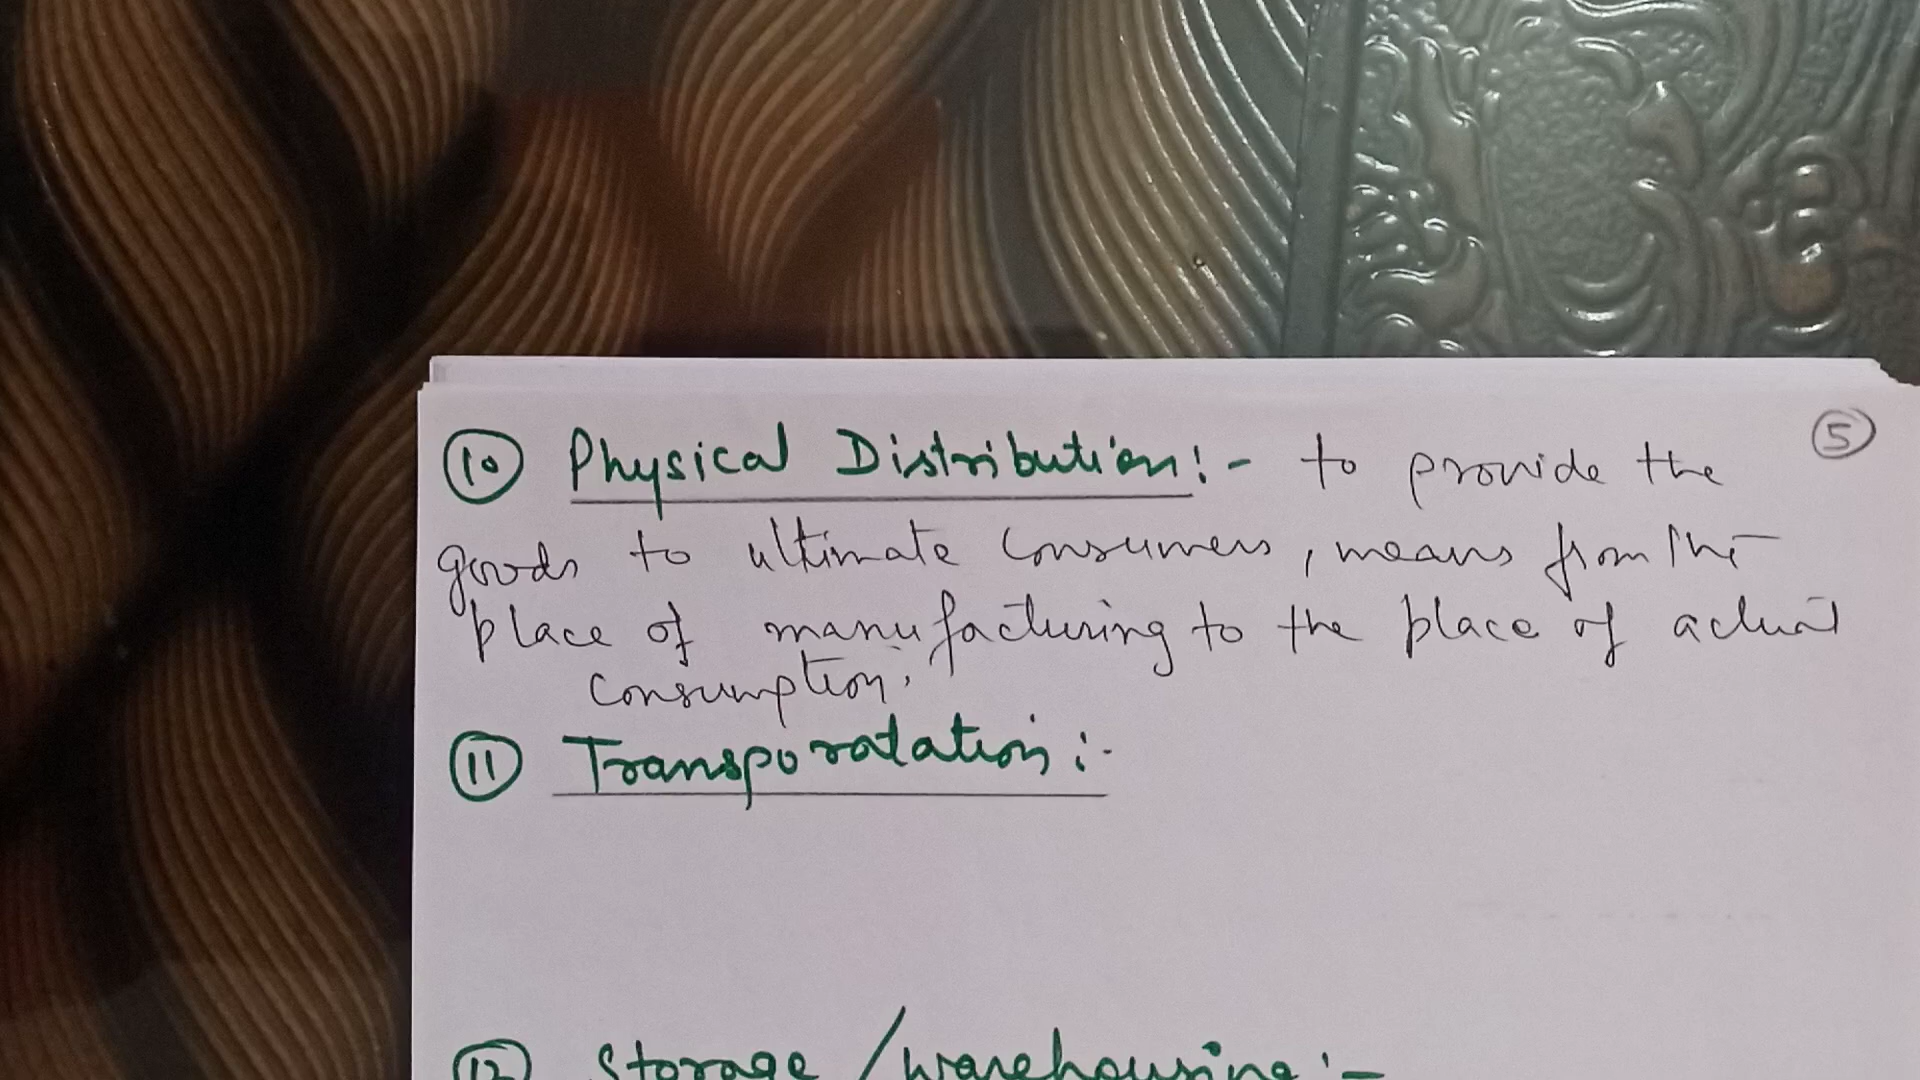 ⑩ Physical Distribution:- to provide the ⑤
goods to ultimate consumers, means from the
place of manufacturing to the place of actual
consumption.
⑪ Transporatation:-
⑫ Storage/warehousing:-